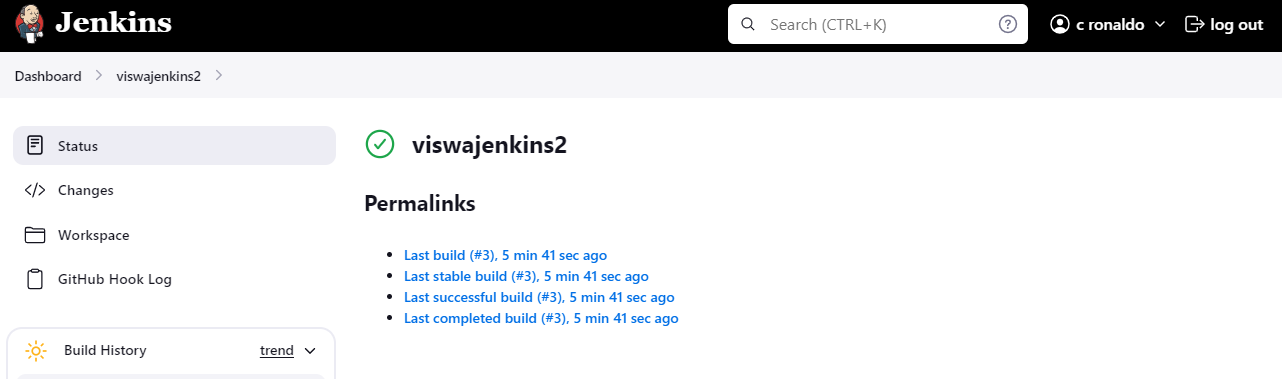 Jenkins
Search (CTRL+K)
c ronaldo
log out
Dashboard
viswajenkins2
Status
Changes
Workspace
GitHub Hook Log
Build History
trend
viswajenkins2
Permalinks
Last build (#3), 5 min 41 sec ago
Last stable build (#3), 5 min 41 sec ago
Last successful build (#3), 5 min 41 sec ago
Last completed build (#3), 5 min 41 sec ago